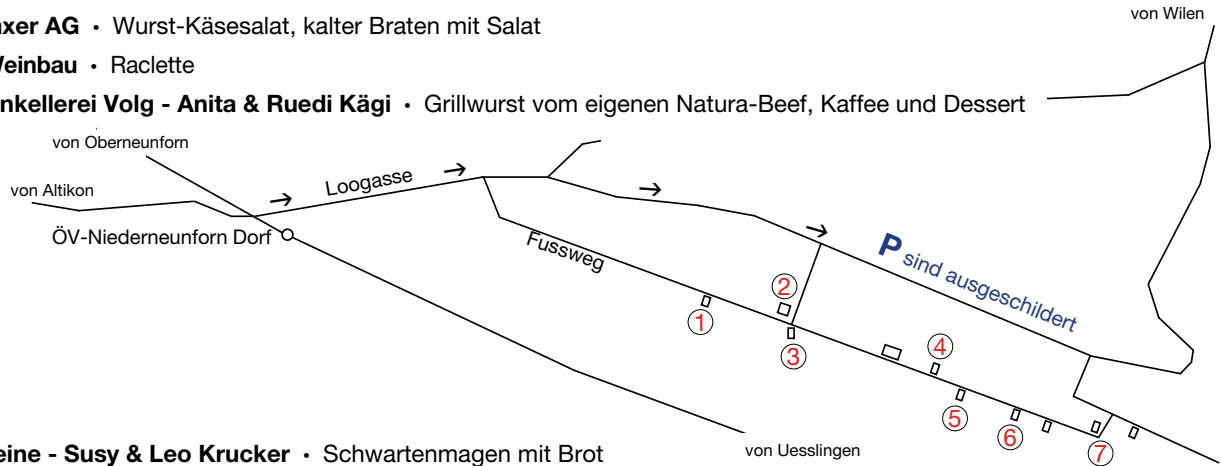 axer AG • Wurst-Käsesalat, kalter Braten mit Salat
von Wilen
Weinbau • Raclette
nkellerei Volg - Anita & Ruedi Kägi • Grillwurst vom eigenen Natura-Beef, Kaffee und Dessert
von Oberneunforn
von Altikon
Loogasse
ÖV-Niederneunforn Dorf
Fussweg
P sind ausgeschildert
1
2
3
4
5
6
7
von Uesslingen
eine - Susy & Leo Krucker • Schwartenmagen mit Brot